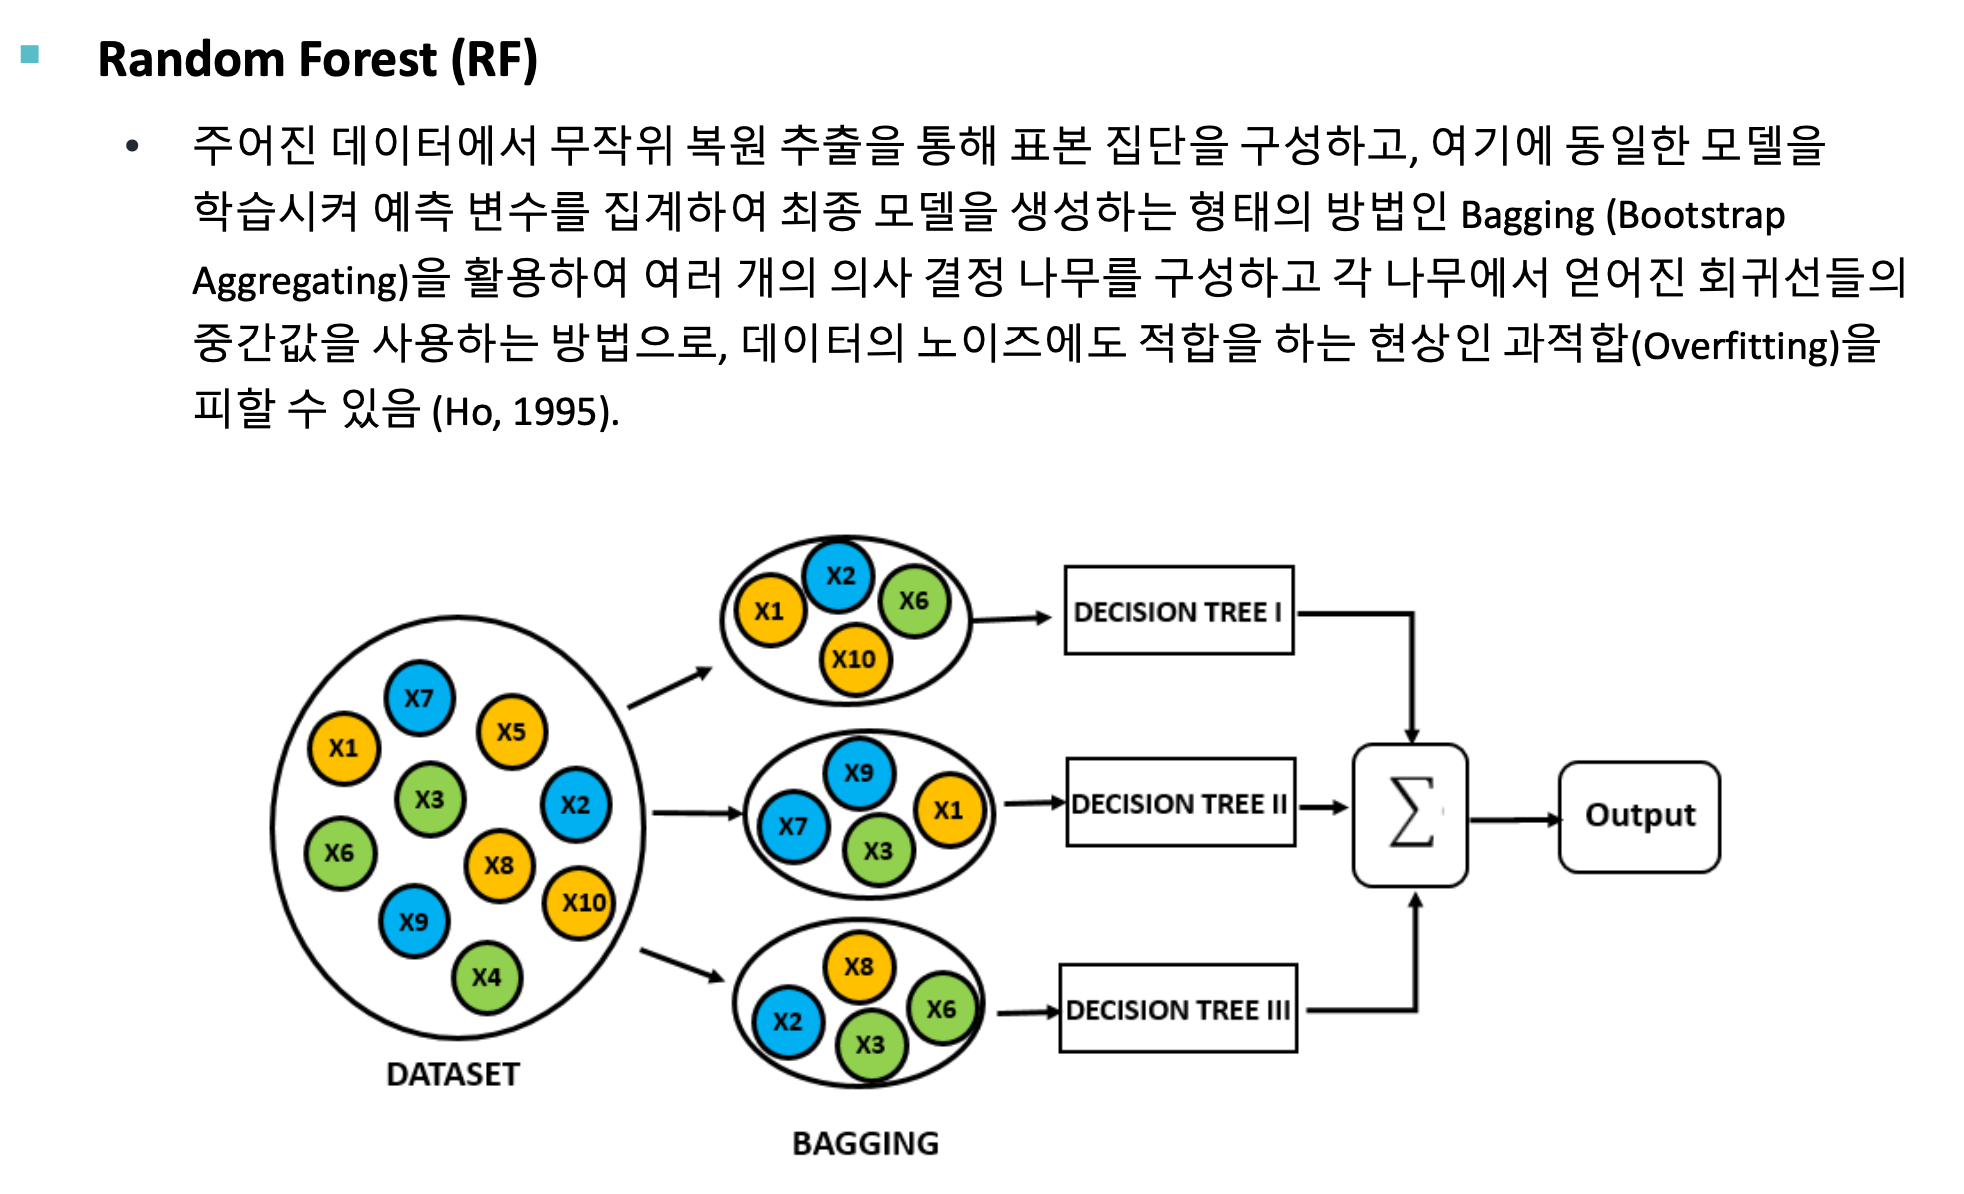 Random Forest (RF)
주어진 데이터에서 무작위 복원 추출을 통해 표본 집단을 구성하고, 여기에 동일한 모델을
학습시켜 예측 변수를 집계하여 최종 모델을 생성하는 형태의 방법인 Bagging (Bootstrap
Aggregating)을 활용하여 여러 개의 의사 결정 나무를 구성하고 각 나무에서 얻어진 회귀선들의
중간값을 사용하는 방법으로, 데이터의 노이즈에도 적합을 하는 현상인 과적합(Overfitting)을
피할 수 있음 (Ho, 1995).
X7
X5
X1
X3
X2
X6
X8
X10
X9
X4
DATASET
X2
X1
X6
X10
X9
X7
X1
X3
X8
X2
X6
X3
BAGGING
DECISION TREE I
DECISION TREE II
DECISION TREE III
∑
Output